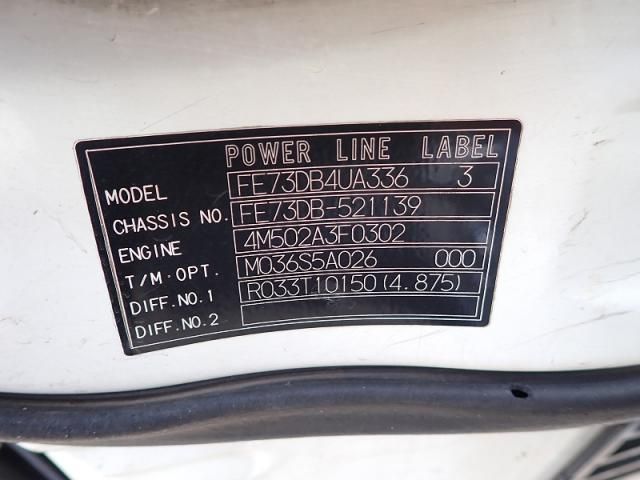 POWER LINE LABEL
MODEL FE73DB4UA336 3
CHASSIS NO. FE73DB-521139
ENGINE 4M502A3F0302
T/M·OPT. M036S5A026 000
DIFF.NO.1 R033T10150(4.875)
DIFF.NO.2